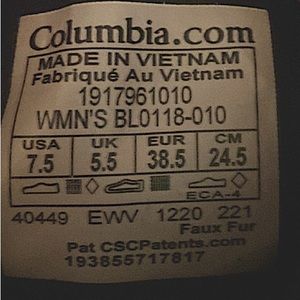 Columbia.com
MADE IN VIETNAM
Fabriqué Au Vietnam
1917961010
WMN'S BL0118-010
USA UK EUR CM
7.5 5.5 38.5 24.5
ECA-4
40449 EWV 1220 221
Faux Fur
Pat CSCPatents.com
193855717817